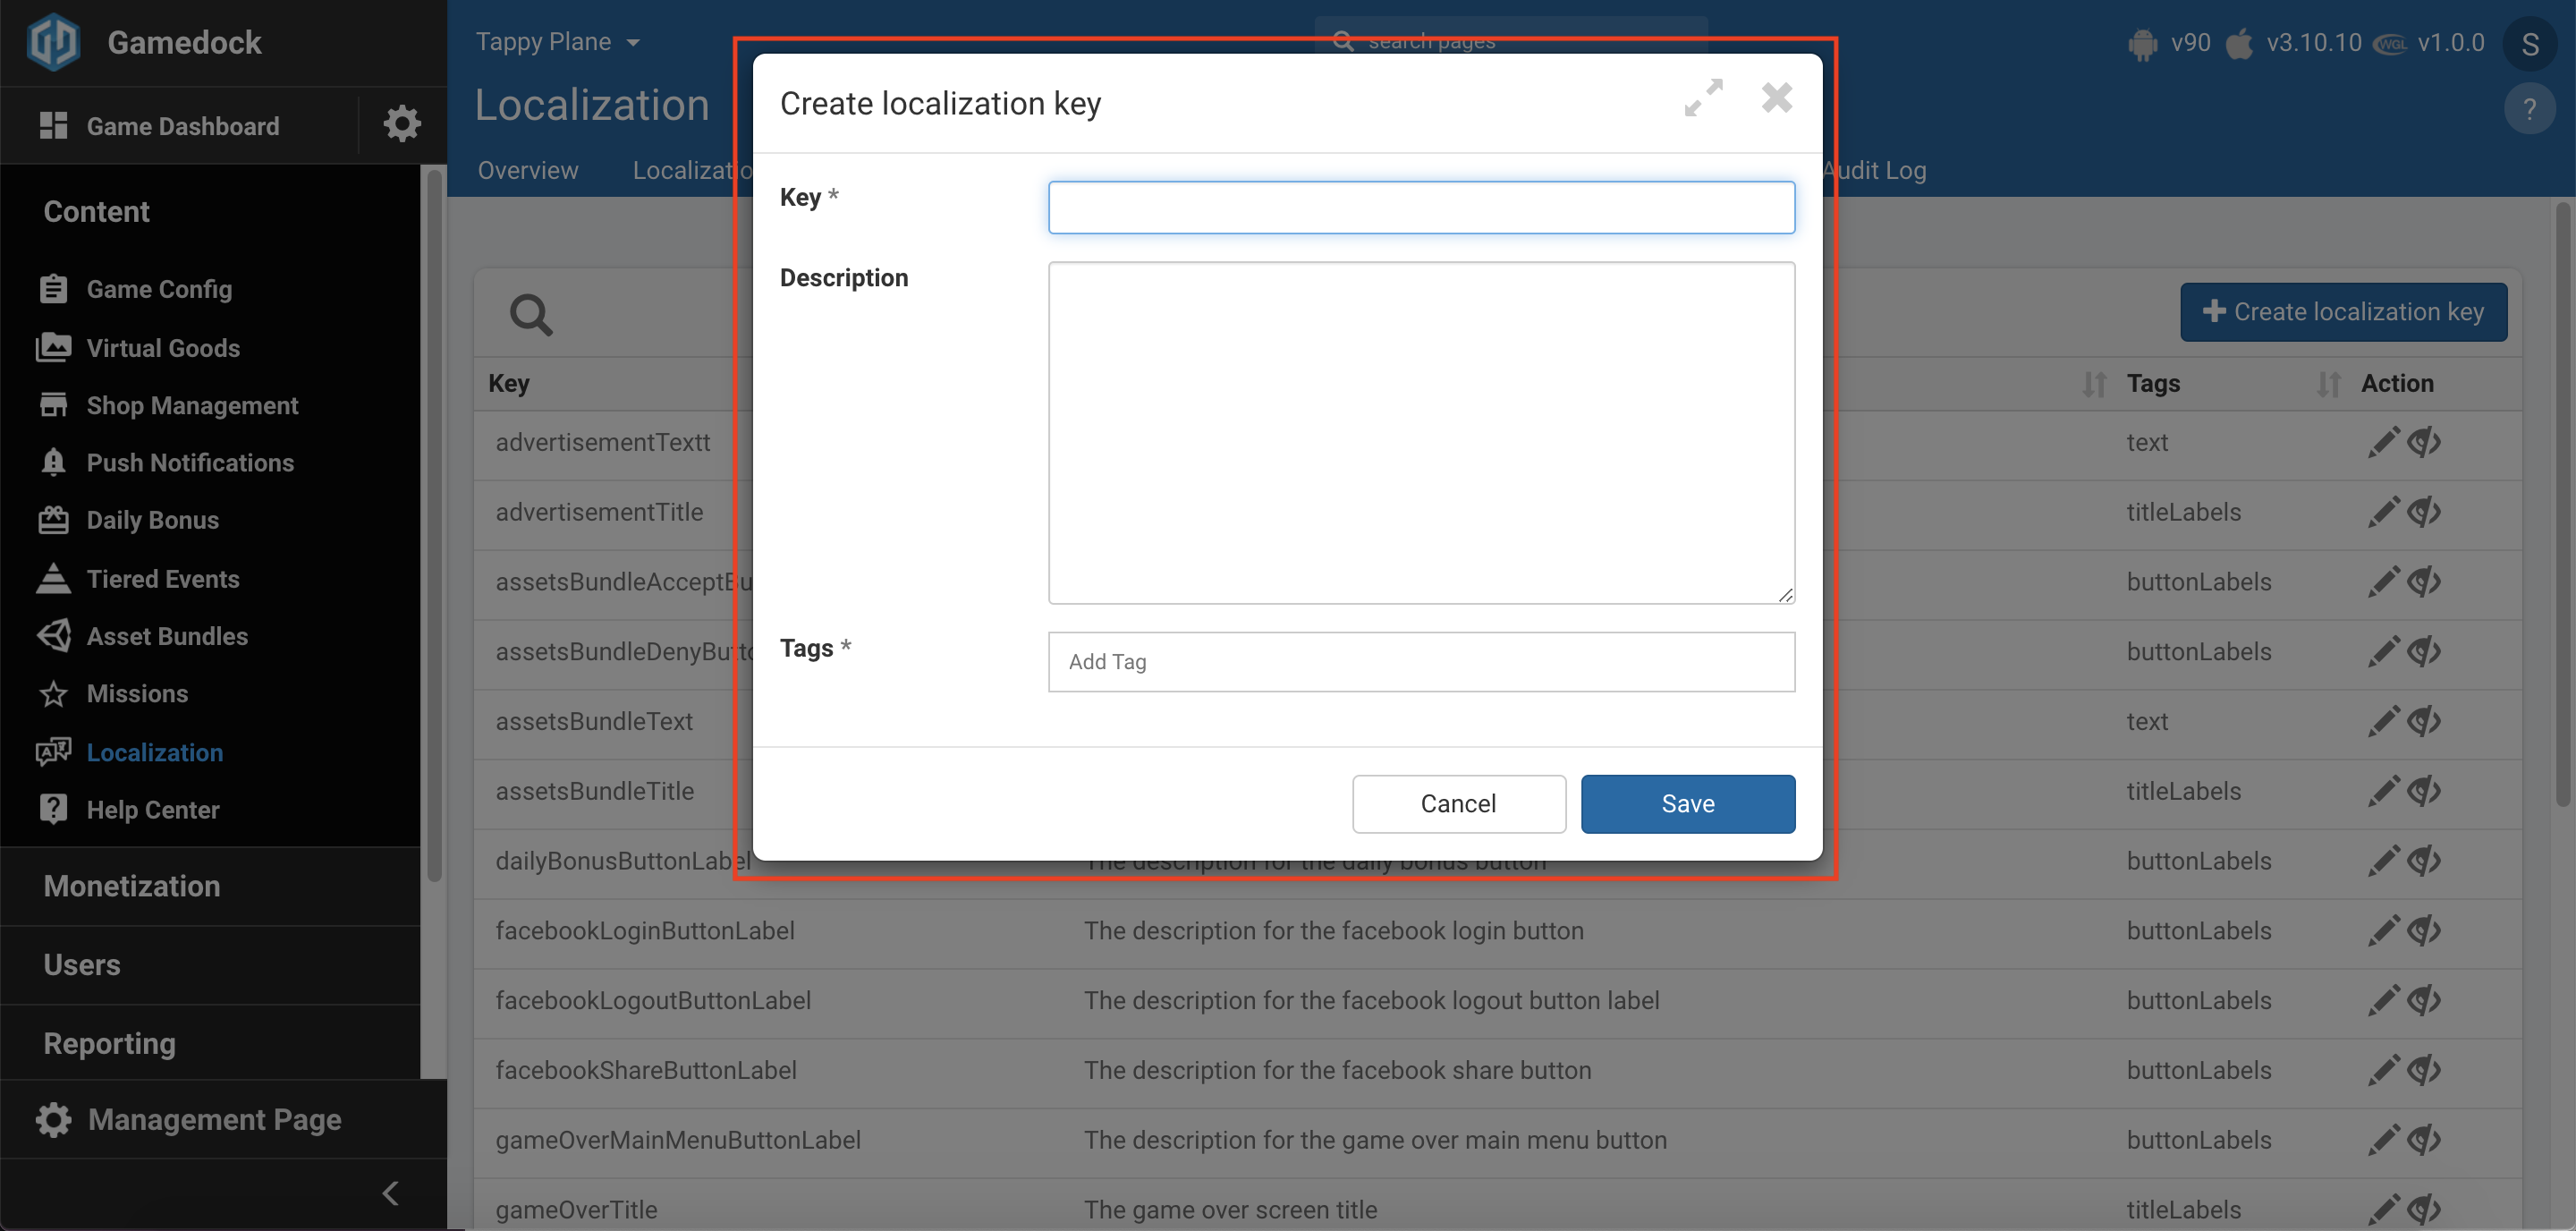 Gamedock
Tappy Plane
search pages
v90
v3.10.10
WGL
v1.0.0
S
Game Dashboard
Localization
?
Overview
Audit Log
Content
Game Config
Virtual Goods
Shop Management
Push Notifications
Daily Bonus
Tiered Events
Asset Bundles
Missions
Localization
Help Center
Monetization
Users
Reporting
Management Page
Create localization key
Key *
Description
Tags *
Add Tag
Cancel
Save
Create localization key
Key Tags Action
advertisementTextt text
advertisementTitle titleLabels
assetsBundleAcceptBu buttonLabels
assetsBundleDenyButto buttonLabels
assetsBundleText text
assetsBundleTitle titleLabels
dailyBonusButtonLabel The description for the daily bonus button buttonLabels
facebookLoginButtonLabel The description for the facebook login button buttonLabels
facebookLogoutButtonLabel The description for the facebook logout button label buttonLabels
facebookShareButtonLabel The description for the facebook share button buttonLabels
gameOverMainMenuButtonLabel The description for the game over main menu button buttonLabels
gameOverTitle The game over screen title titleLabels